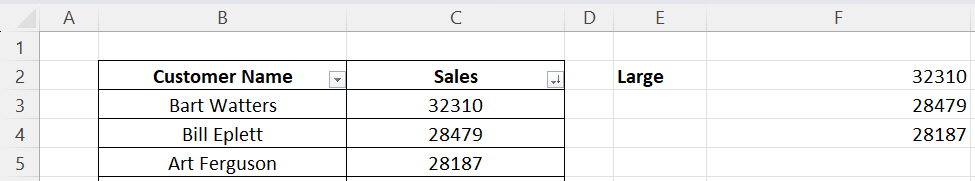 A B C D E F
1
2 Customer Name Sales Large 32310
3 Bart Watters 32310 28479
4 Bill Eplett 28479 28187
5 Art Ferguson 28187